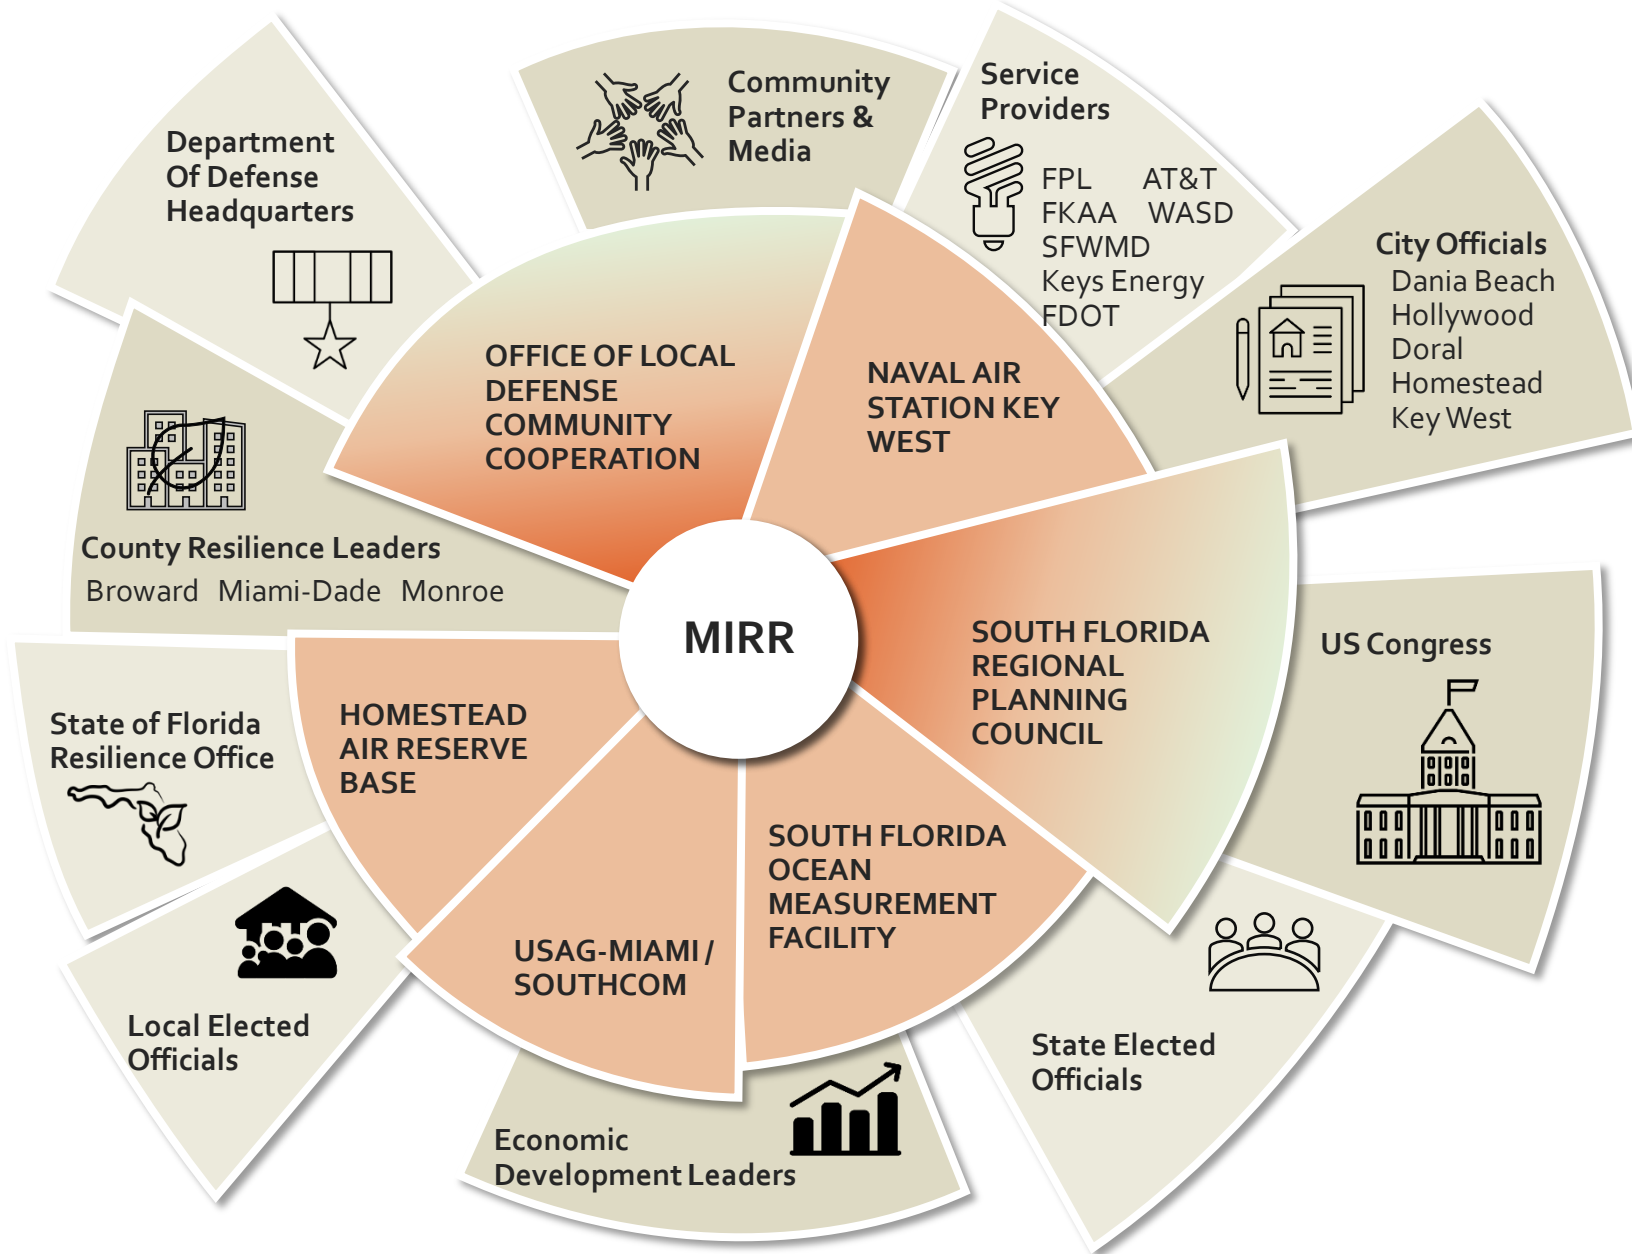 Community
Partners &
Media
Service
Providers
FPL AT&T
FKAA WASD
SFWMD
Keys Energy
FDOT
City Officials
Dania Beach
Hollywood
Doral
Homestead
Key West
US Congress
State Elected
Officials
Economic
Development Leaders
Local Elected
Officials
State of Florida
Resilience Office
County Resilience Leaders
Broward Miami-Dade Monroe
Department
Of Defense
Headquarters
OFFICE OF LOCAL
DEFENSE
COMMUNITY
COOPERATION
NAVAL AIR
STATION KEY
WEST
SOUTH FLORIDA
REGIONAL
PLANNING
COUNCIL
SOUTH FLORIDA
OCEAN
MEASUREMENT
FACILITY
USAG-MIAMI /
SOUTHCOM
HOMESTEAD
AIR RESERVE
BASE
MIRR